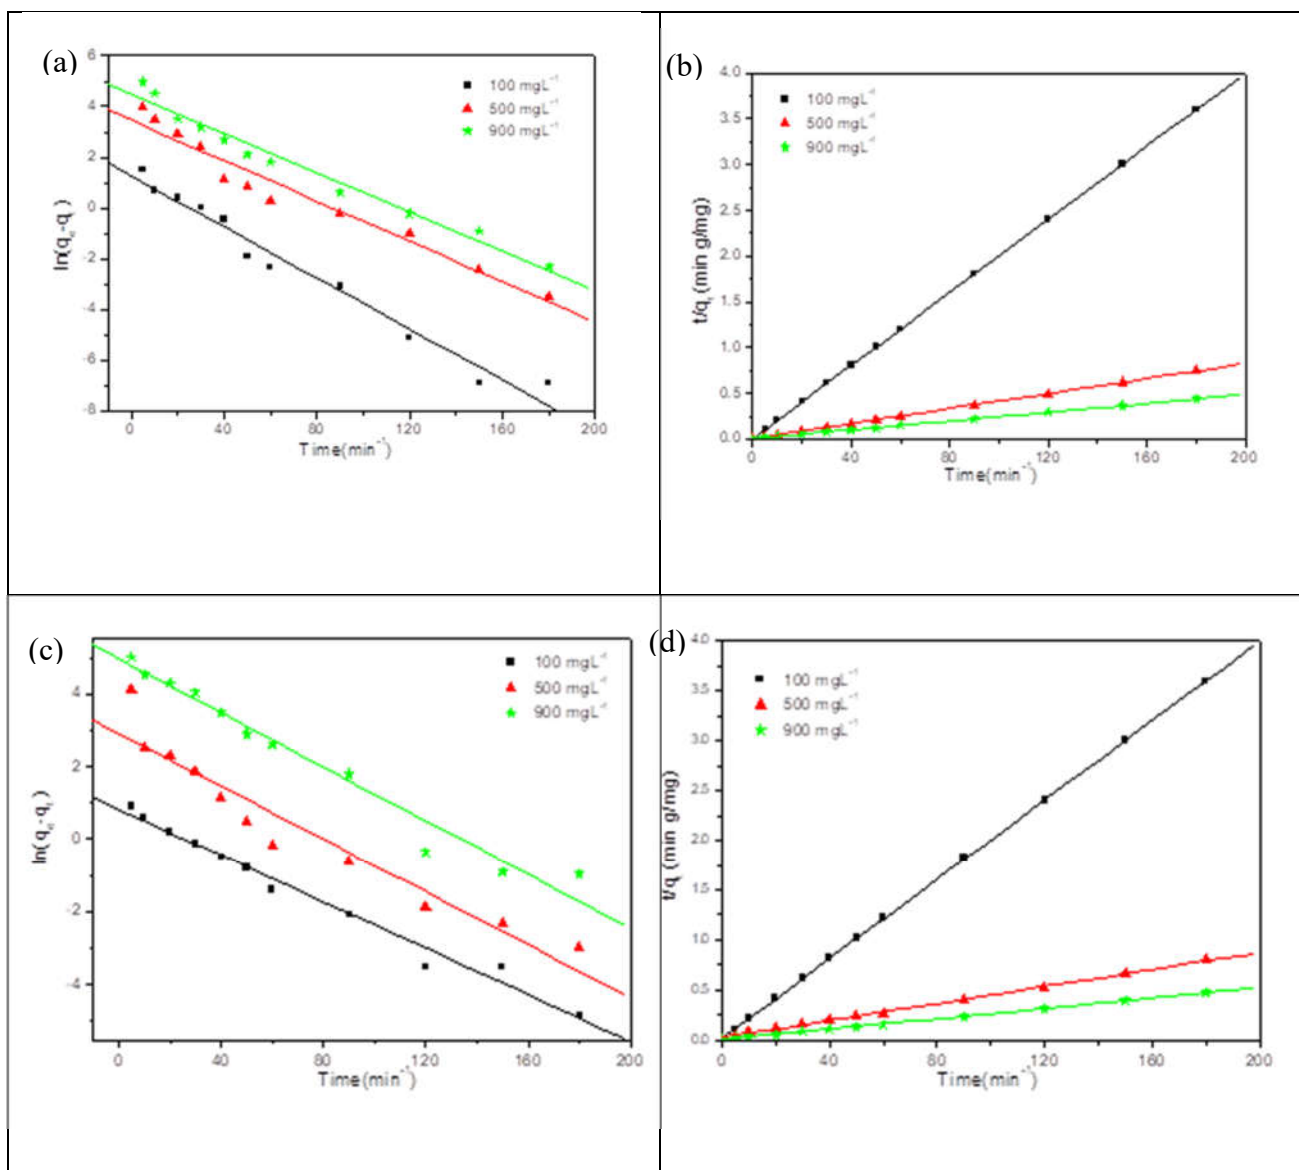 (a)
6
4
2
0
-2
-4
-6
-8
ln(qₑ-qₜ)
100 mgL⁻¹
500 mgL⁻¹
900 mgL⁻¹
0 40 80 120 160 200
Time(min⁻¹)
(b)
4.0
3.5
3.0
2.5
2.0
1.5
1.0
0.5
0.0
t/qₜ (min g/mg)
100 mgL⁻¹
500 mgL⁻¹
900 mgL⁻¹
0 40 80 120 160 200
Time(min⁻¹)
(c)
4
2
0
-2
-4
ln(qₑ-qₜ)
100 mgL⁻¹
500 mgL⁻¹
900 mgL⁻¹
0 40 80 120 160 200
Time(min⁻¹)
(d)
4.0
3.5
3.0
2.5
2.0
1.5
1.0
0.5
0.0
t/qₜ (min g/mg)
100 mgL⁻¹
500 mgL⁻¹
900 mgL⁻¹
0 40 80 120 160 200
Time(min⁻¹)